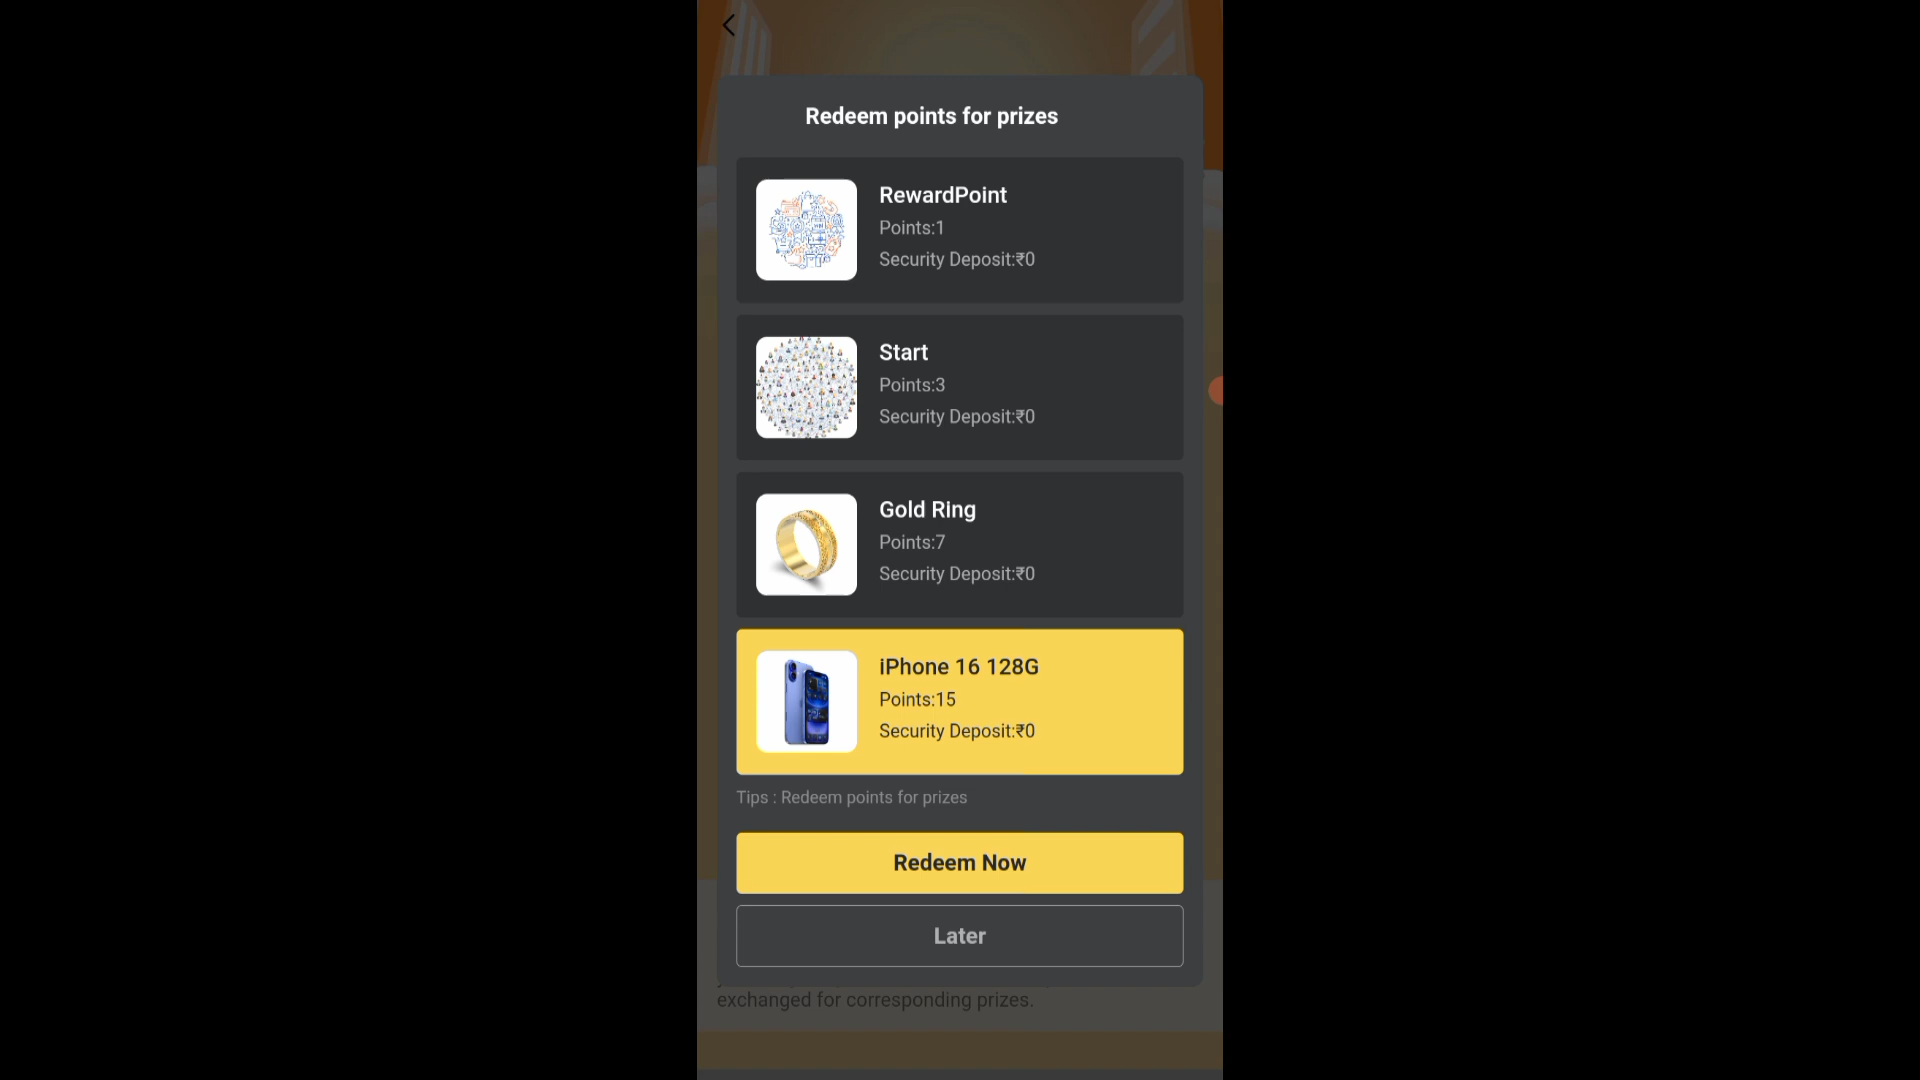 Redeem points for prizes
RewardPoint
Points:1
Security Deposit:₹0
Start
Points:3
Security Deposit:₹0
Gold Ring
Points:7
Security Deposit:₹0
iPhone 16 128G
Points:15
Security Deposit:₹0
Tips : Redeem points for prizes
Redeem Now
Later
exchanged for corresponding prizes.